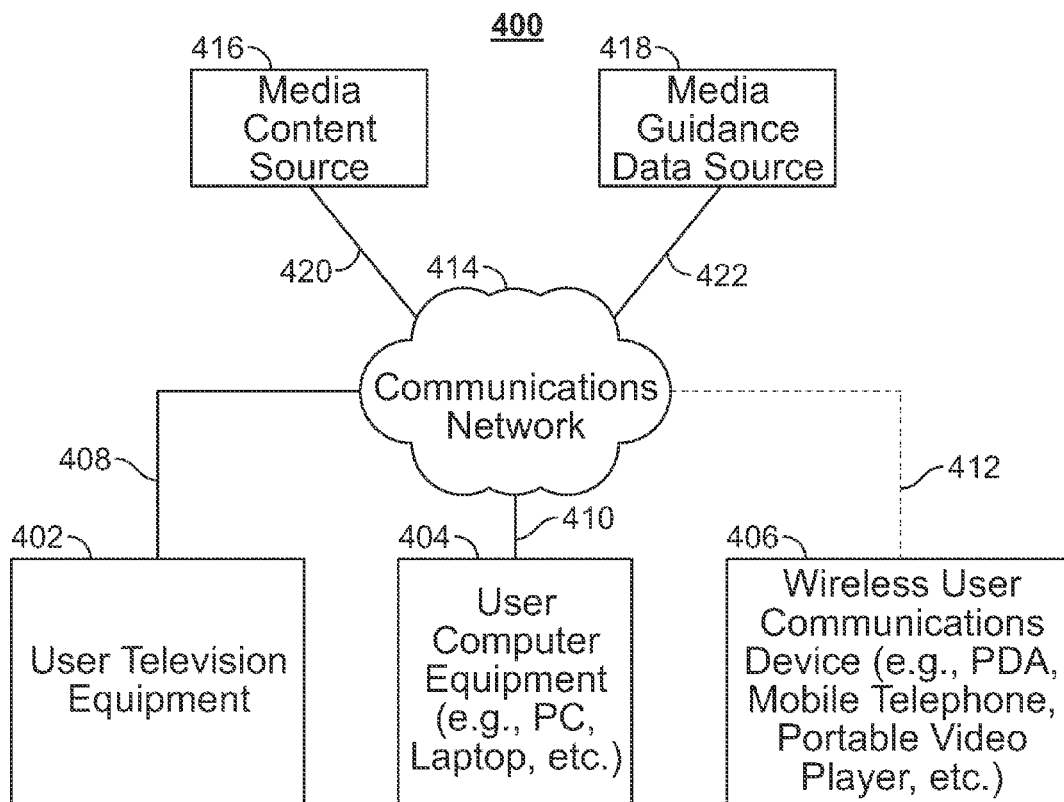 400
416
Media
Content
Source
418
Media
Guidance
Data Source
420
414
422
Communications
Network
408
412
402
404
410
406
User Television
Equipment
User
Computer
Equipment
(e.g., PC,
Laptop, etc.)
Wireless User
Communications
Device (e.g., PDA,
Mobile Telephone,
Portable Video
Player, etc.)